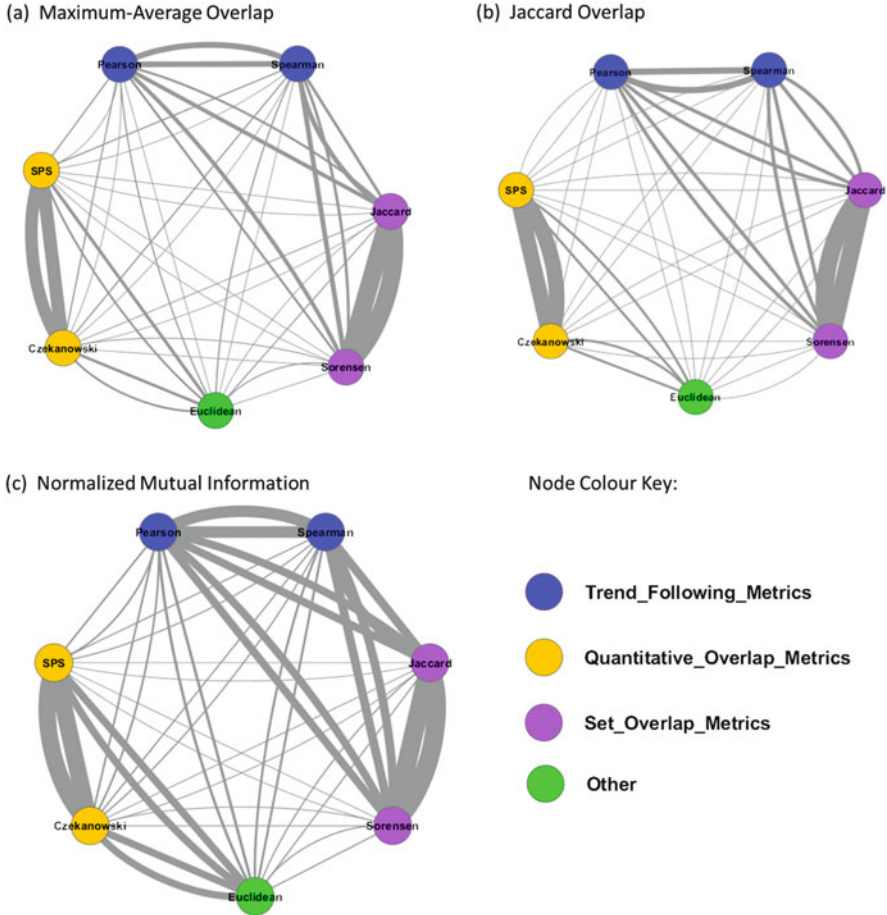 (a) Maximum-Average Overlap
Pearson
Spearman
SPS
Jaccard
Czekanowski
Sorensen
Euclidean
(b) Jaccard Overlap
Pearson
Spearman
SPS
Jaccard
Czekanowski
Sorensen
Euclidean
(c) Normalized Mutual Information
Pearson
Spearman
SPS
Jaccard
Czekanowski
Sorensen
Euclidean
Node Colour Key:
Trend_Following_Metrics
Quantitative_Overlap_Metrics
Set_Overlap_Metrics
Other